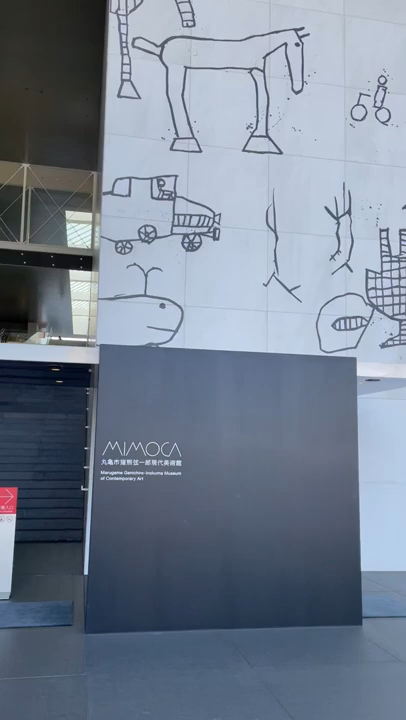 MIMOCA
丸亀市猪熊弦一郎現代美術館
Marugame Genichiro-Inokuma Museum
of Contemporary Art